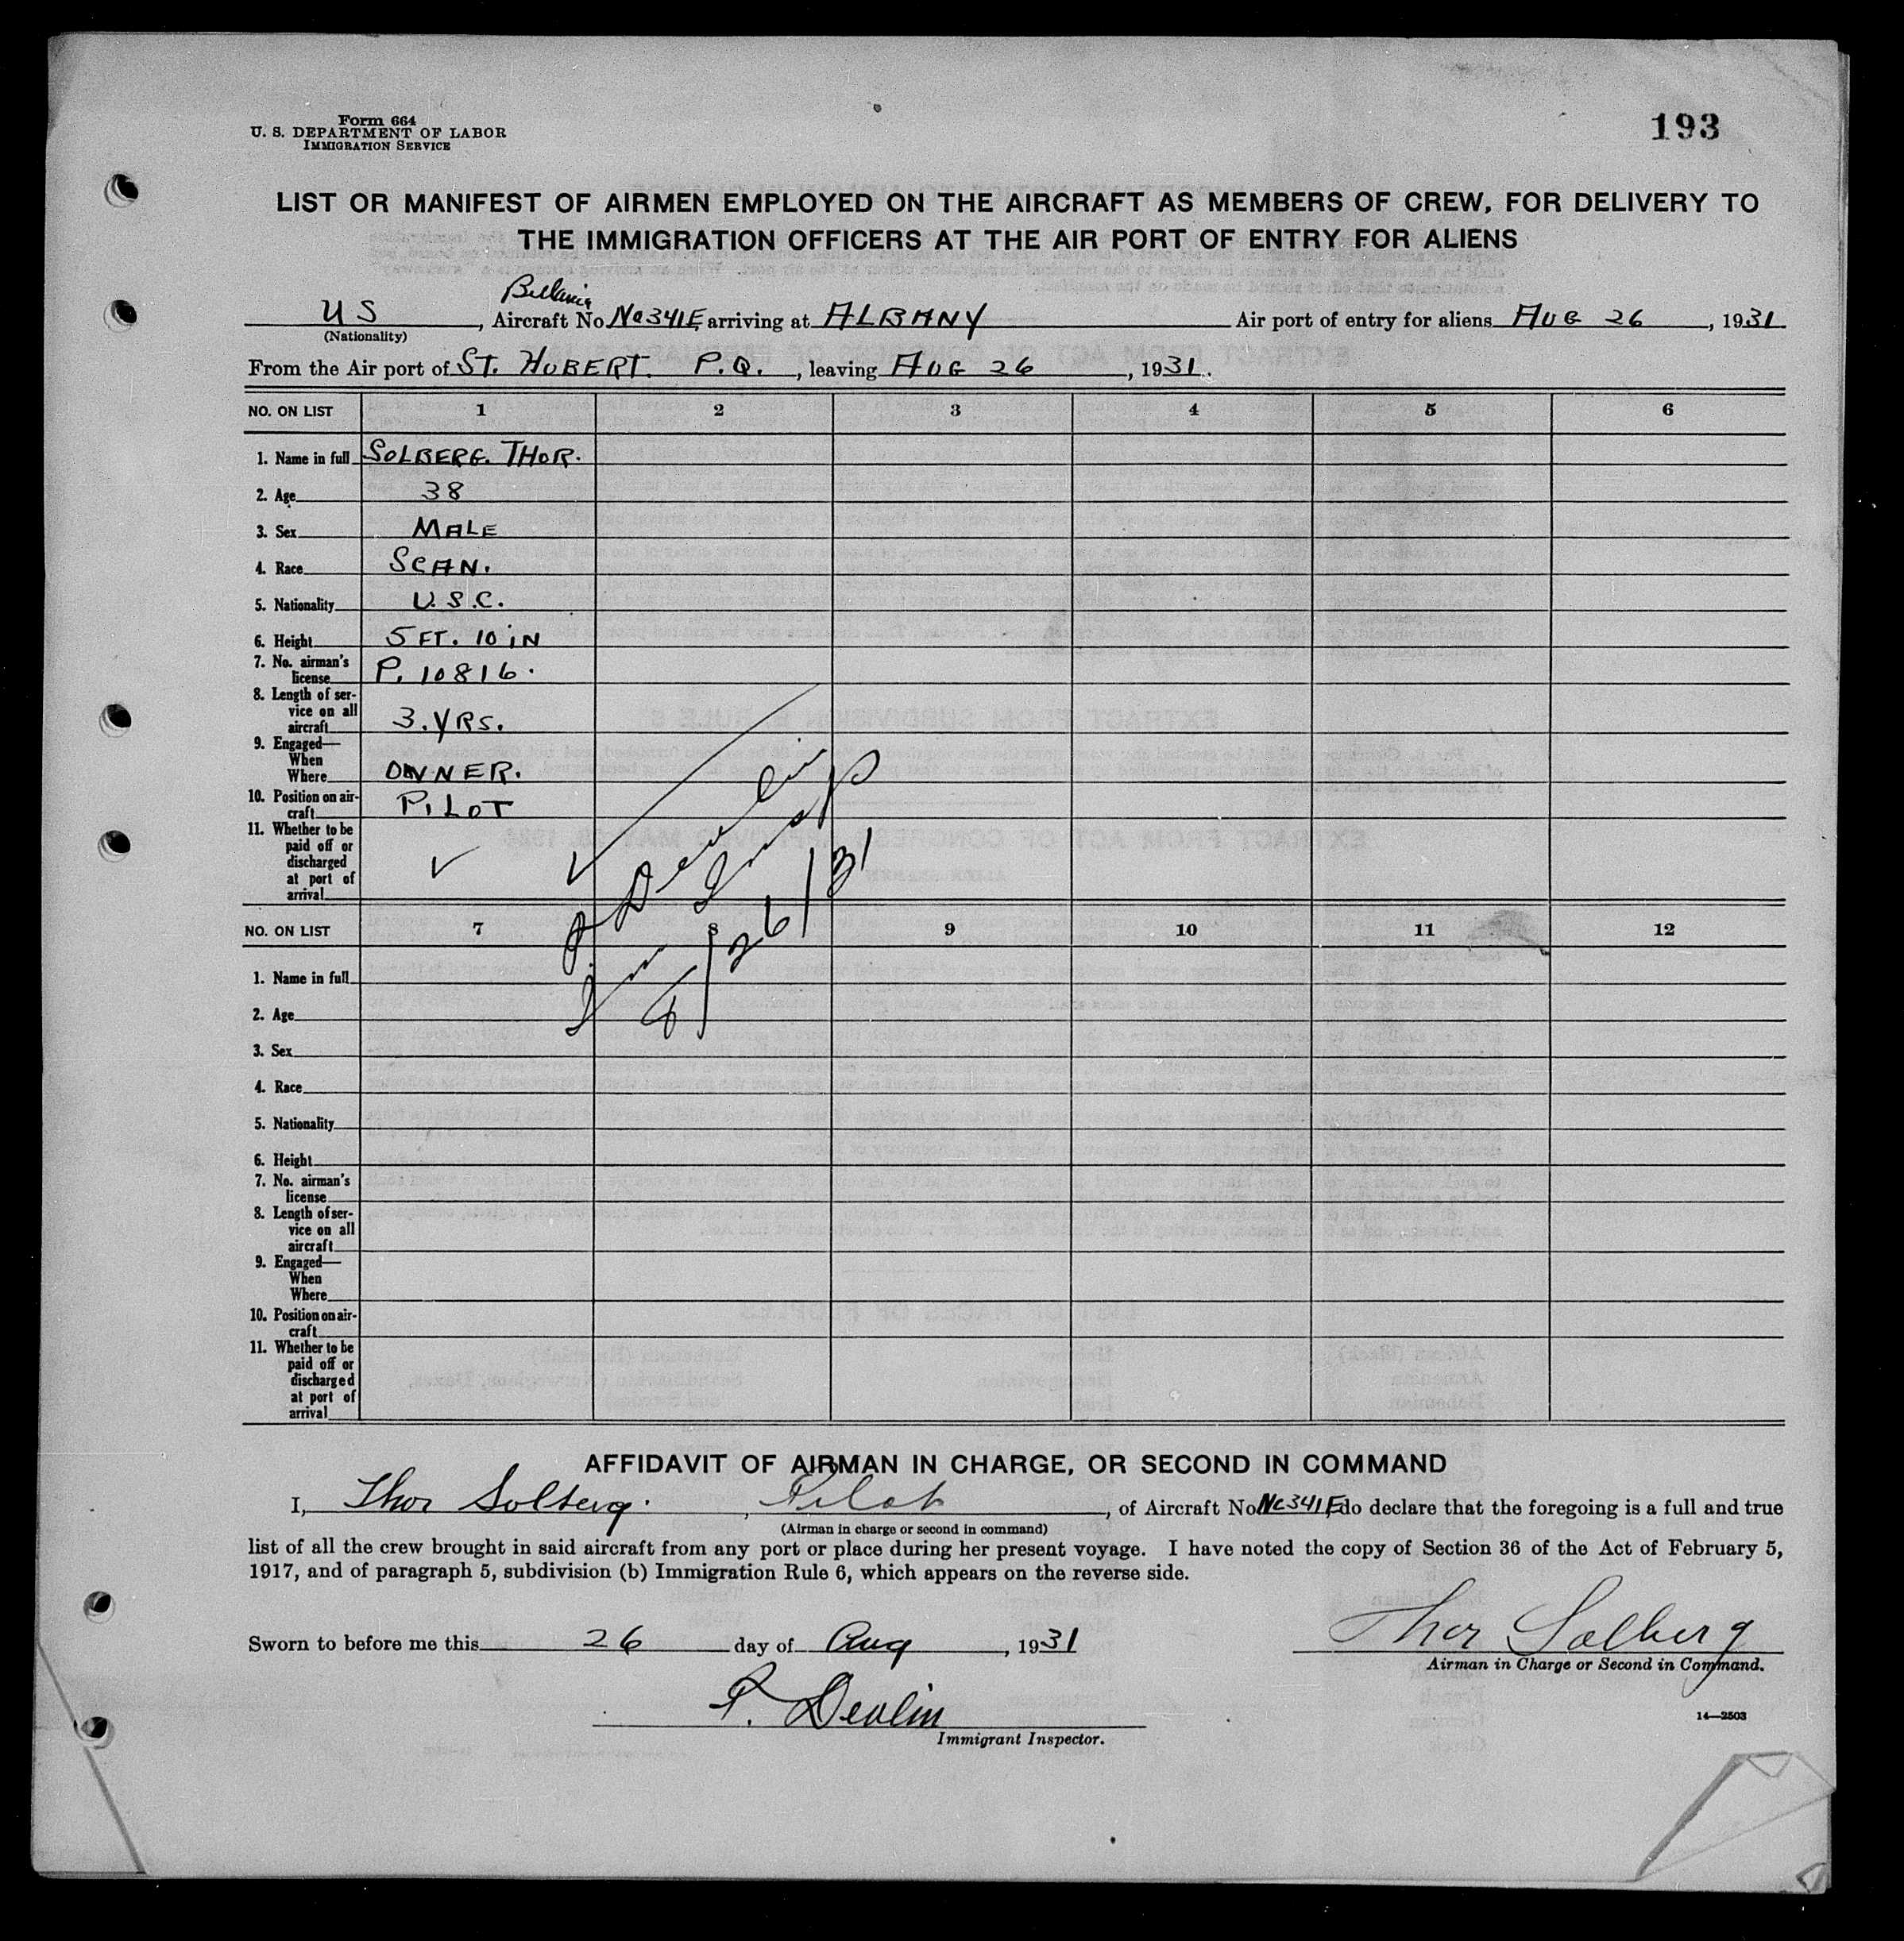 Form 664
U. S. DEPARTMENT OF LABOR
IMMIGRATION SERVICE
193
LIST OR MANIFEST OF AIRMEN EMPLOYED ON THE AIRCRAFT AS MEMBERS OF CREW, FOR DELIVERY TO
THE IMMIGRATION OFFICERS AT THE AIR PORT OF ENTRY FOR ALIENS
Bellanca
US, Aircraft No. NC341E, arriving at ALBANY Air port of entry for aliens AUG 26, 1931
(Nationality)
From the Air port of ST. HUBERT. P.Q., leaving AUG 26, 1931.
NO. ON LIST 1 2 3 4 5 6
1. Name in full SOLBERG. THOR.
2. Age 38
3. Sex MALE
4. Race SCAN.
5. Nationality U.S.C.
6. Height 5 FT. 10 IN
7. No. airman's
license P. 10816.
8. Length of ser-
vice on all
aircraft 3.YRS.
9. Engaged—
When
Where OWNER.
10. Position on air-
craft PILOT
11. Whether to be
paid off or
discharged
at port of
arrival ✓
✓
P Devlin
Imm Insp
8/26/31
NO. ON LIST 7 8 9 10 11 12
1. Name in full
2. Age
3. Sex
4. Race
5. Nationality
6. Height
7. No. airman's
license
8. Length of ser-
vice on all
aircraft
9. Engaged—
When
Where
10. Position on air-
craft
11. Whether to be
paid off or
discharged
at port of
arrival
AFFIDAVIT OF AIRMAN IN CHARGE, OR SECOND IN COMMAND
I, Thor Solberg., Pilot, of Aircraft No. NC341E, do declare that the foregoing is a full and true
(Airman in charge or second in command)
list of all the crew brought in said aircraft from any port or place during her present voyage. I have noted the copy of Section 36 of the Act of February 5,
1917, and of paragraph 5, subdivision (b) Immigration Rule 6, which appears on the reverse side.
Sworn to before me this 26 day of Aug, 1931
Thor Solberg
Airman in Charge or Second in Command.
P. Devlin
Immigrant Inspector.
14—2503